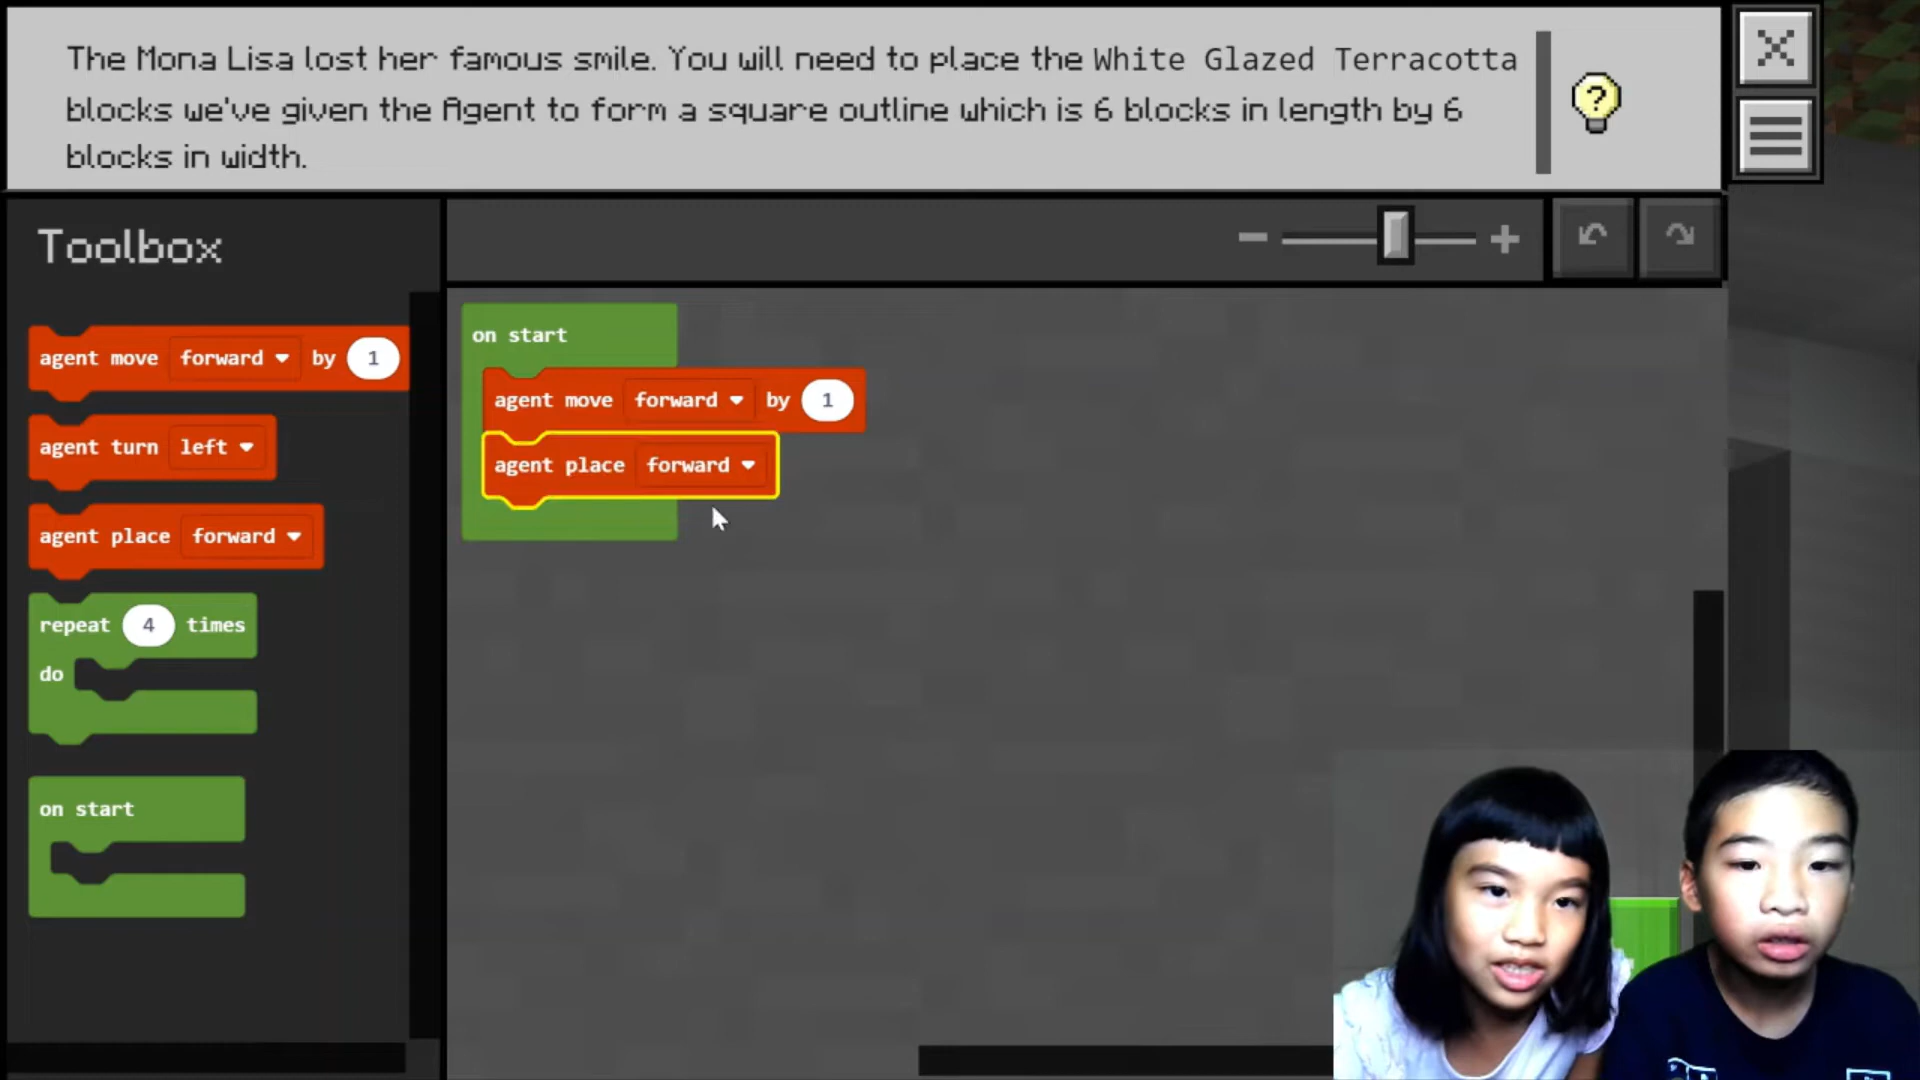 The Mona Lisa lost her famous smile. You will need to place the White Glazed Terracotta
blocks we've given the Agent to form a square outline which is 6 blocks in length by 6
blocks in width.
?
Toolbox
agent move forward by 1
agent turn left
agent place forward
repeat 4 times
do
on start
on start
agent move forward by 1
agent place forward